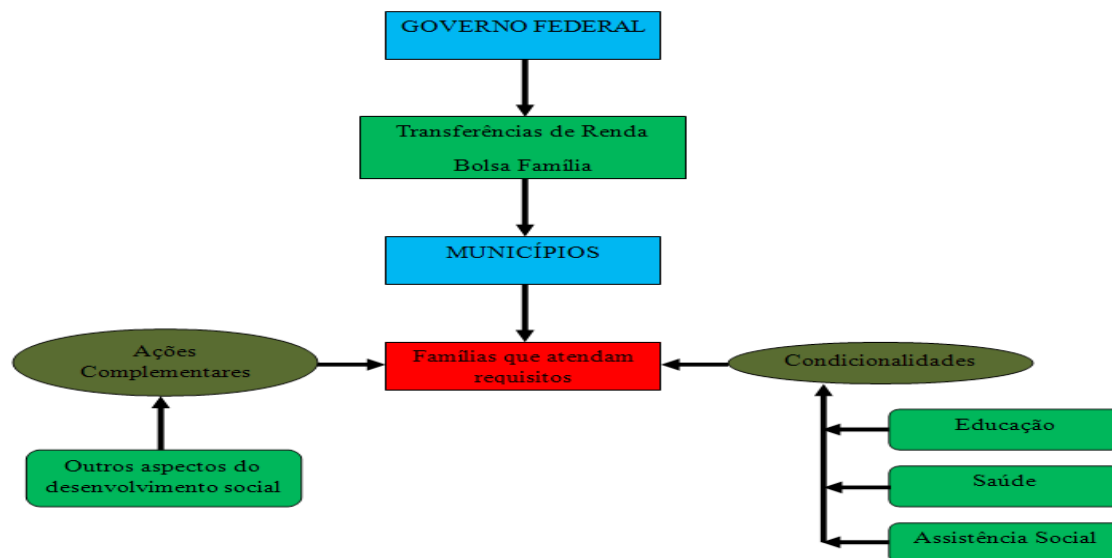 GOVERNO FEDERAL
Transferências de Renda
Bolsa Família
MUNICÍPIOS
Ações
Complementares
Famílias que atendam
requisitos
Condicionalidades
Educação
Outros aspectos do
desenvolvimento social
Saúde
Assistência Social